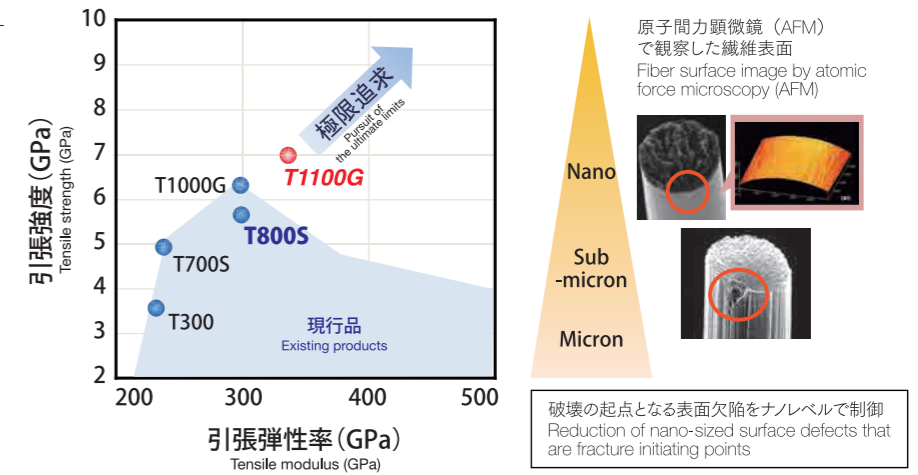 10
9
8
7
6
5
4
3
2
200
300
400
500
引張強度(GPa)
Tensile strength (GPa)
引張弾性率(GPa)
Tensile modulus (GPa)
極限追求
Pursuit of
the ultimate limits
T1100G
T1000G
T800S
T700S
T300
現行品
Existing products
Nano
Sub
-micron
Micron
原子間力顕微鏡(AFM)
で観察した繊維表面
Fiber surface image by atomic
force microscopy (AFM)
破壊の起点となる表面欠陥をナノレベルで制御
Reduction of nano-sized surface defects that
are fracture initiating points